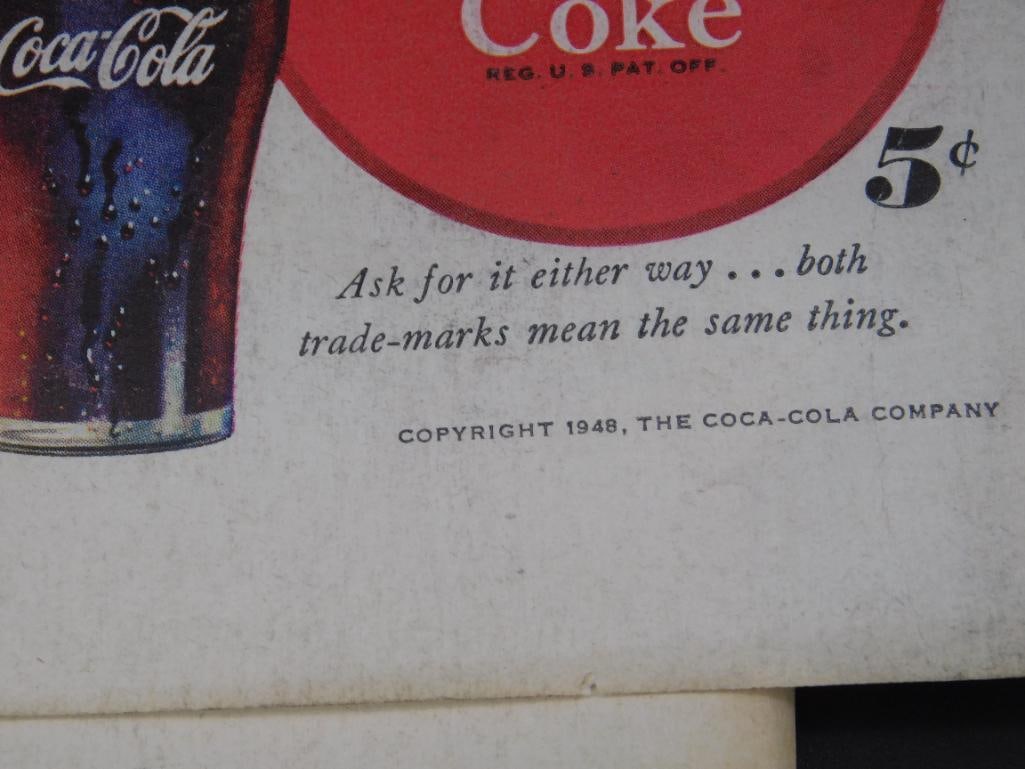 Coca-Cola
Coke
REG. U. S. PAT. OFF.
5¢
Ask for it either way ... both
trade-marks mean the same thing.
COPYRIGHT 1948, THE COCA-COLA COMPANY